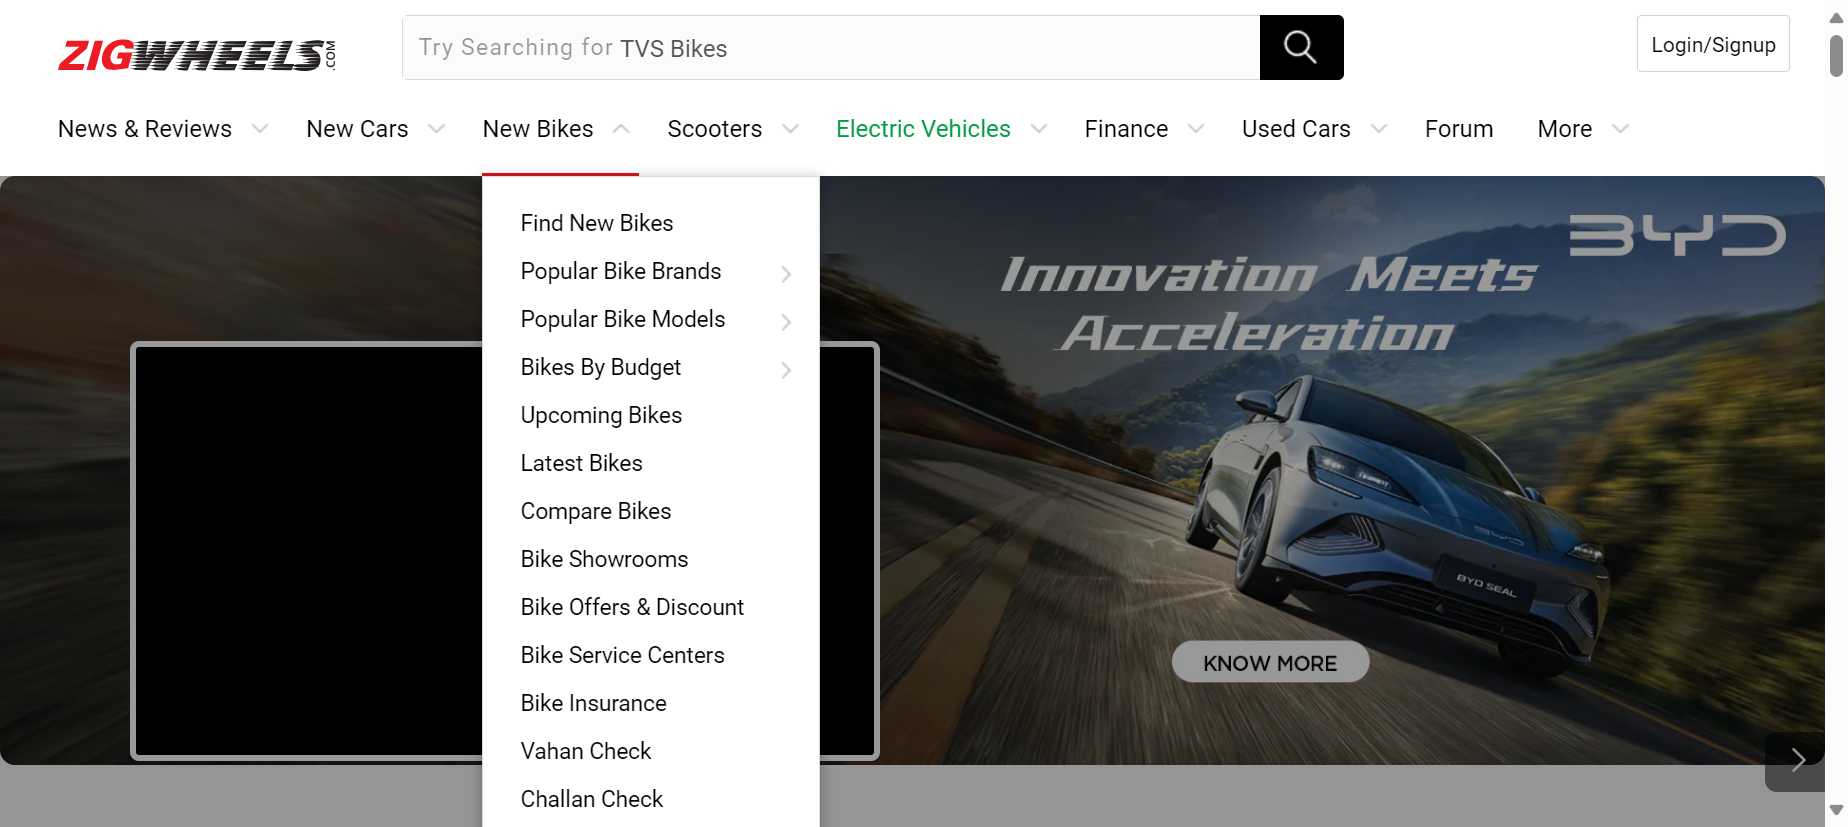 ZIGWHEELS.COM
Try Searching for TVS Bikes
Login/Signup
News & Reviews
New Cars
New Bikes
Scooters
Electric Vehicles
Finance
Used Cars
Forum
More
Find New Bikes
Popular Bike Brands
Popular Bike Models
Bikes By Budget
Upcoming Bikes
Latest Bikes
Compare Bikes
Bike Showrooms
Bike Offers & Discount
Bike Service Centers
Bike Insurance
Vahan Check
Challan Check
BYD
Innovation Meets
Acceleration
BYD SEAL
KNOW MORE